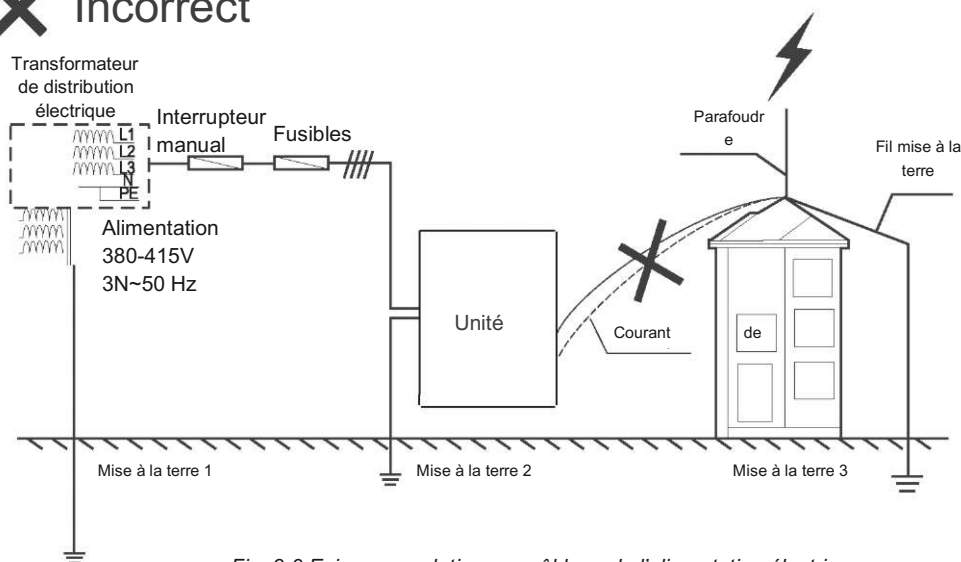 Incorrect
Transformateur
de distribution
électrique
L1
L2
L3
N
PE
Interrupteur
manual
Fusibles
Alimentation
380-415V
3N~50 Hz
Parafoudr
e
Fil mise à la
terre
Unité
Courant
de
Mise à la terre 1
Mise à la terre 2
Mise à la terre 3